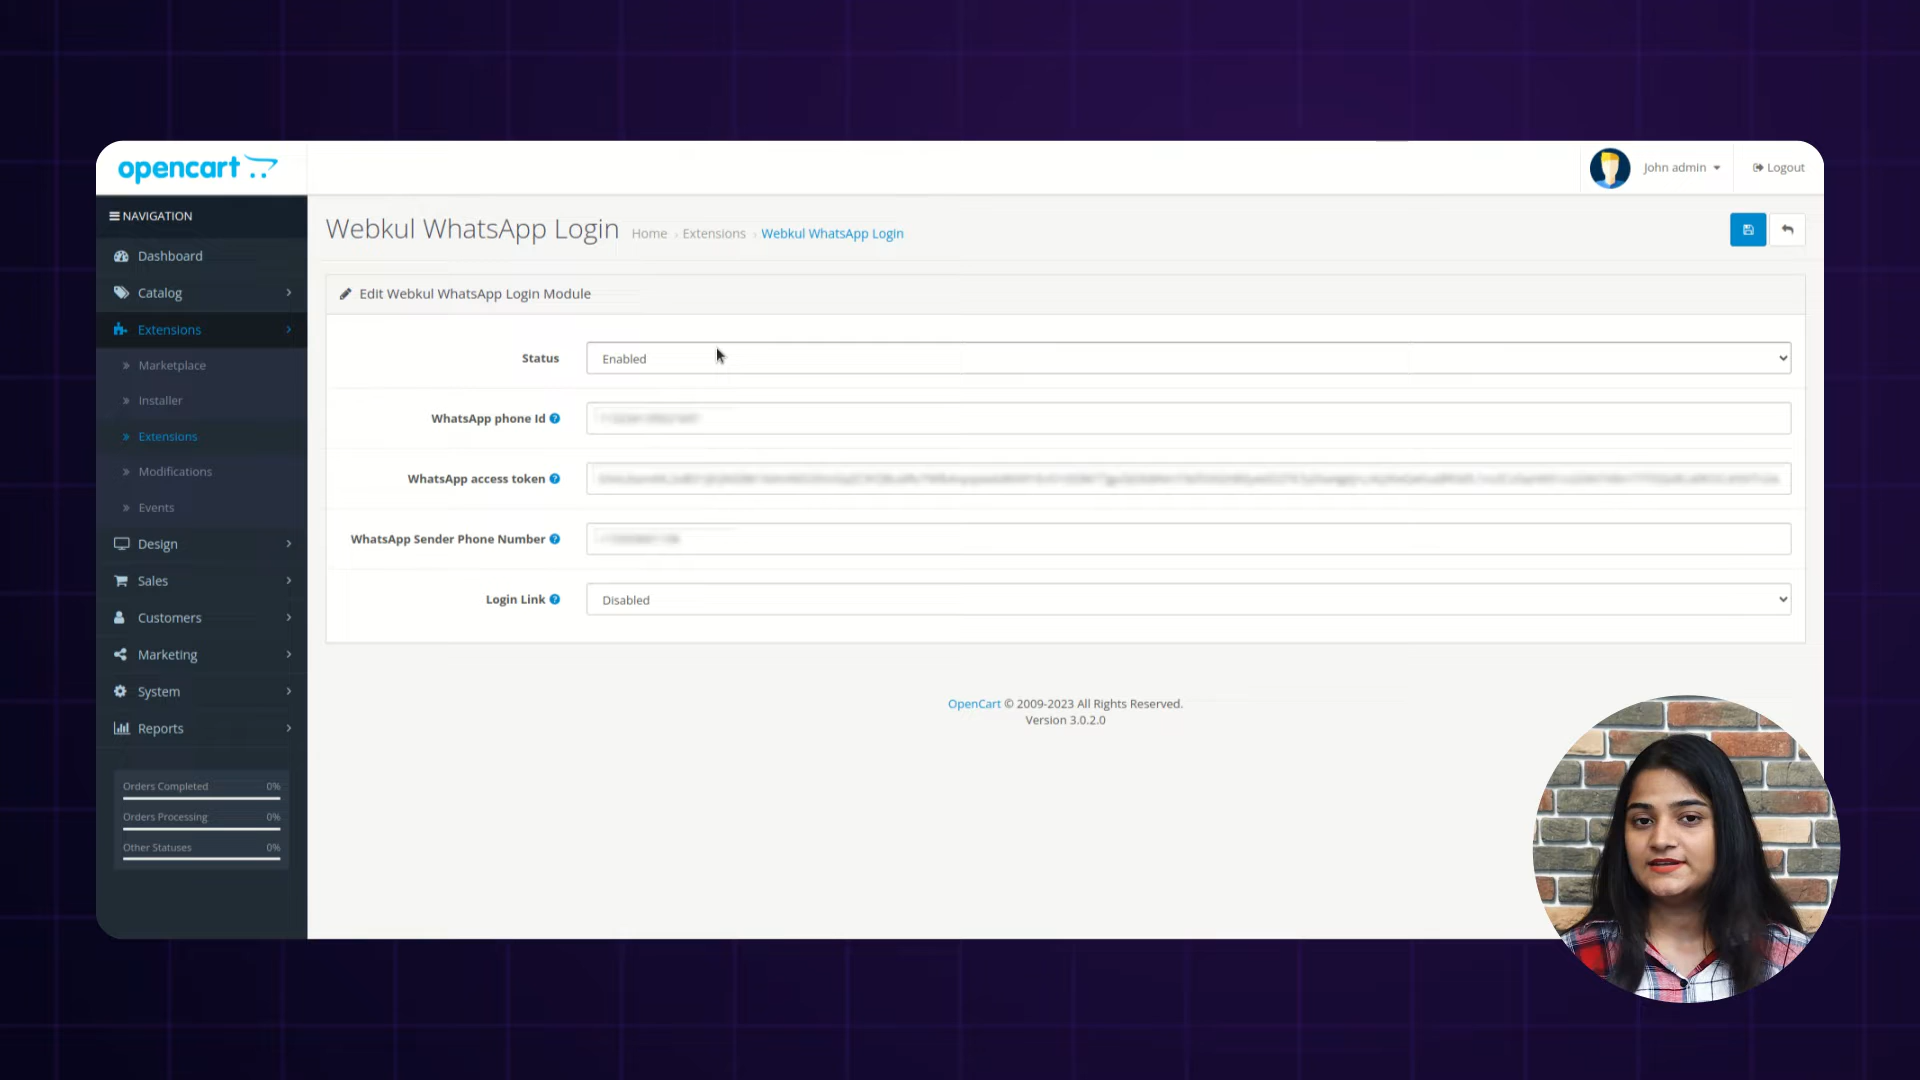 opencart
John admin
Logout
NAVIGATION
Webkul WhatsApp Login
Home › Extensions › Webkul WhatsApp Login
Dashboard
Catalog
Extensions
Marketplace
Installer
Extensions
Modifications
Events
Design
Sales
Customers
Marketing
System
Reports
Orders Completed 0%
Orders Processing 0%
Other Statuses 0%
Edit Webkul WhatsApp Login Module
Status Enabled
WhatsApp phone Id
WhatsApp access token
WhatsApp Sender Phone Number
Login Link Disabled
OpenCart © 2009-2023 All Rights Reserved.
Version 3.0.2.0